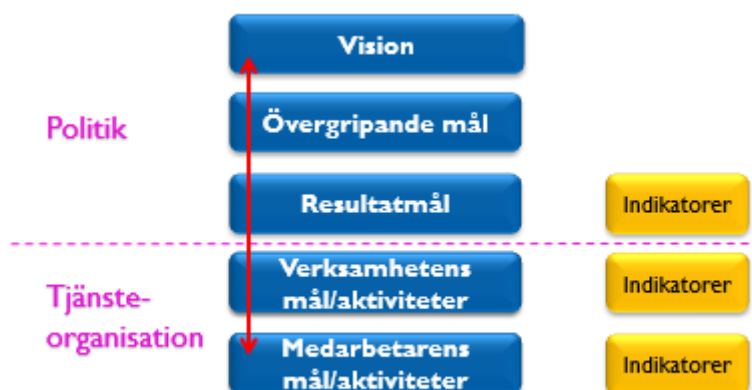 Vision
Politik
Övergripande mål
Resultatmål
Indikatorer
Tjänste-
organisation
Verksamhetens
mål/aktiviteter
Indikatorer
Medarbetarens
mål/aktiviteter
Indikatorer